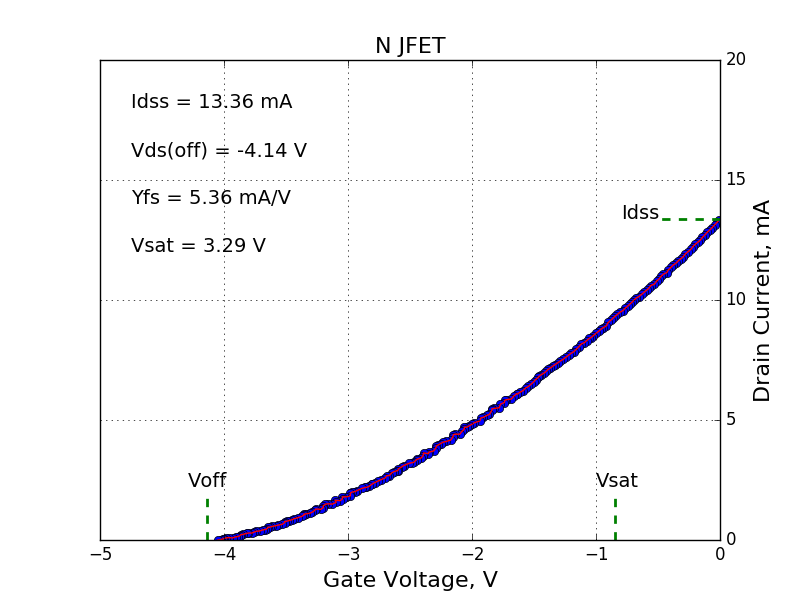 N JFET
Idss = 13.36 mA
Vds(off) = -4.14 V
Yfs = 5.36 mA/V
Vsat = 3.29 V
Idss
Voff
Vsat
20
15
10
5
0
Drain Current, mA
−5 −4 −3 −2 −1 0
Gate Voltage, V